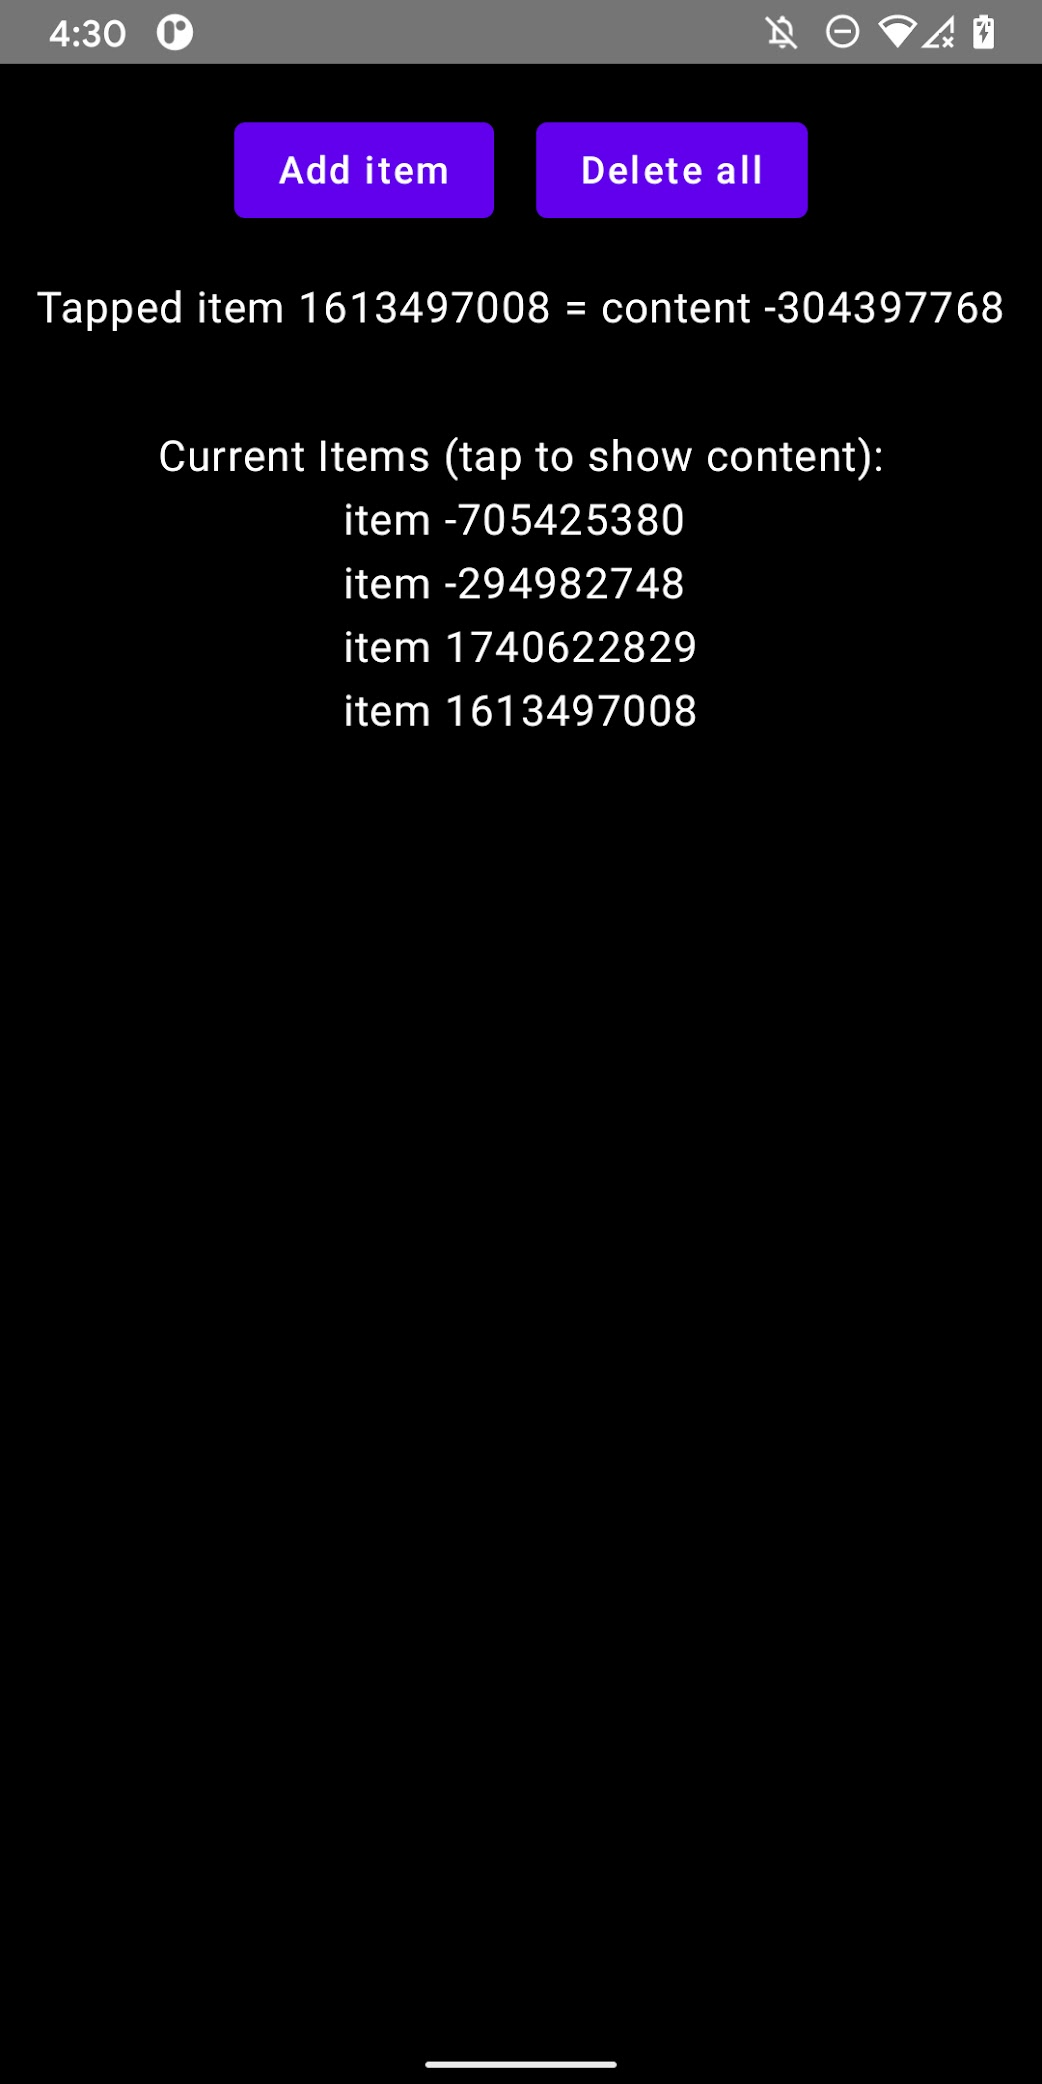 4:30
Add item Delete all
Tapped item 1613497008 = content -304397768
Current Items (tap to show content):
item -705425380
item -294982748
item 1740622829
item 1613497008